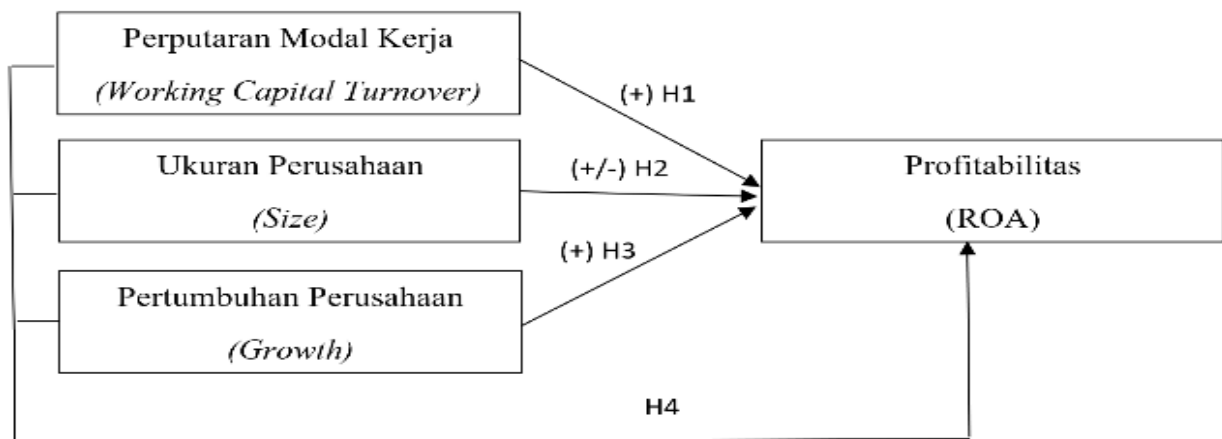 Perputaran Modal Kerja
(Working Capital Turnover)
(+) H1
Ukuran Perusahaan
(Size)
(+/-) H2
Profitabilitas
(ROA)
(+) H3
Pertumbuhan Perusahaan
(Growth)
H4